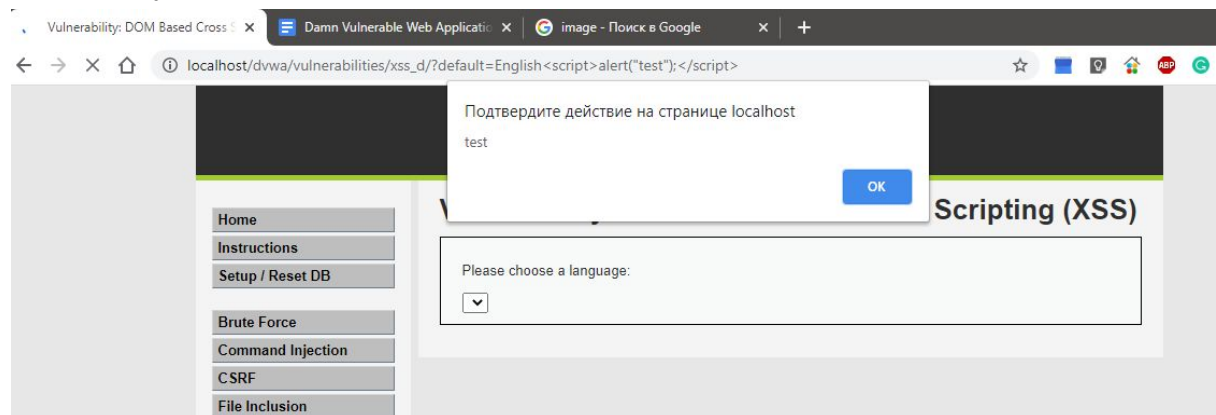 Vulnerability: DOM Based Cross S
Damn Vulnerable Web Applicatio
image - Поиск в Google
localhost/dvwa/vulnerabilities/xss_d/?default=English<script>alert("test");</script>
ABP
Подтвердите действие на странице localhost
test
OK
Scripting (XSS)
Home
Instructions
Setup / Reset DB
Please choose a language:
Brute Force
Command Injection
CSRF
File Inclusion